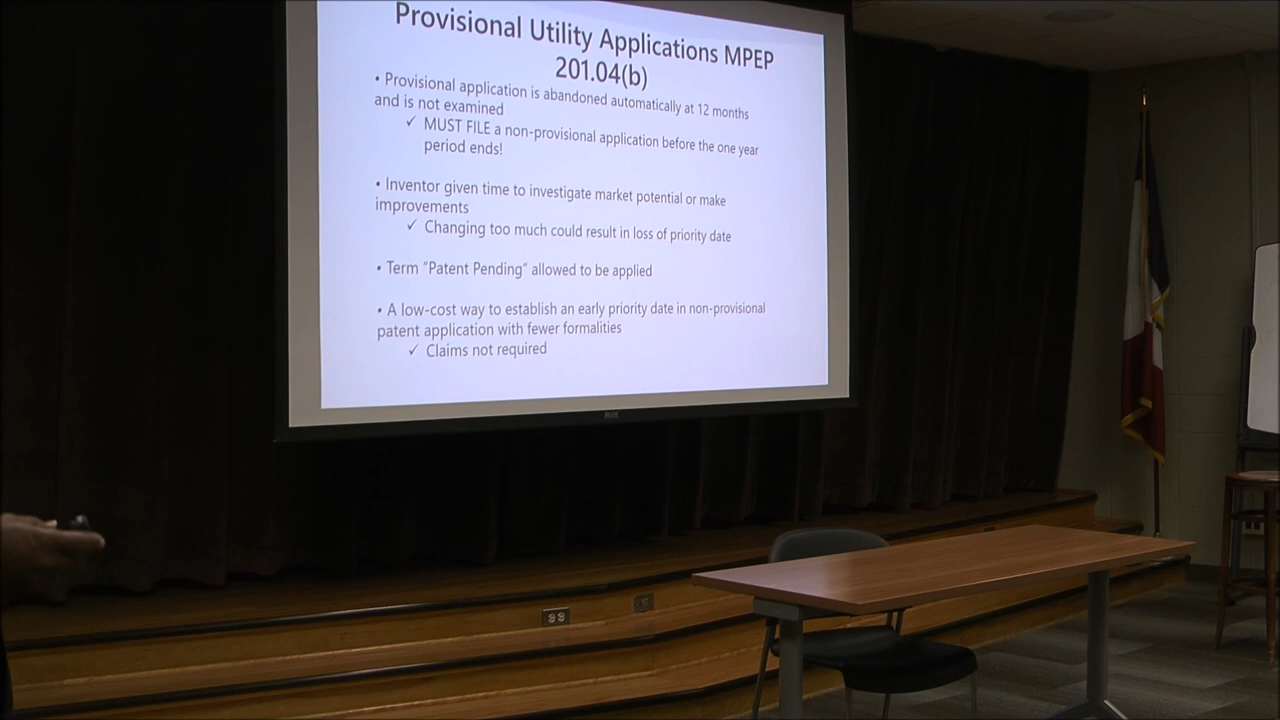 Provisional Utility Applications MPEP
201.04(b)
• Provisional application is abandoned automatically at 12 months
and is not examined
✓ MUST FILE a non-provisional application before the one year
period ends!
• Inventor given time to investigate market potential or make
improvements
✓ Changing too much could result in loss of priority date
• Term “Patent Pending” allowed to be applied
• A low-cost way to establish an early priority date in non-provisional
patent application with fewer formalities
✓ Claims not required